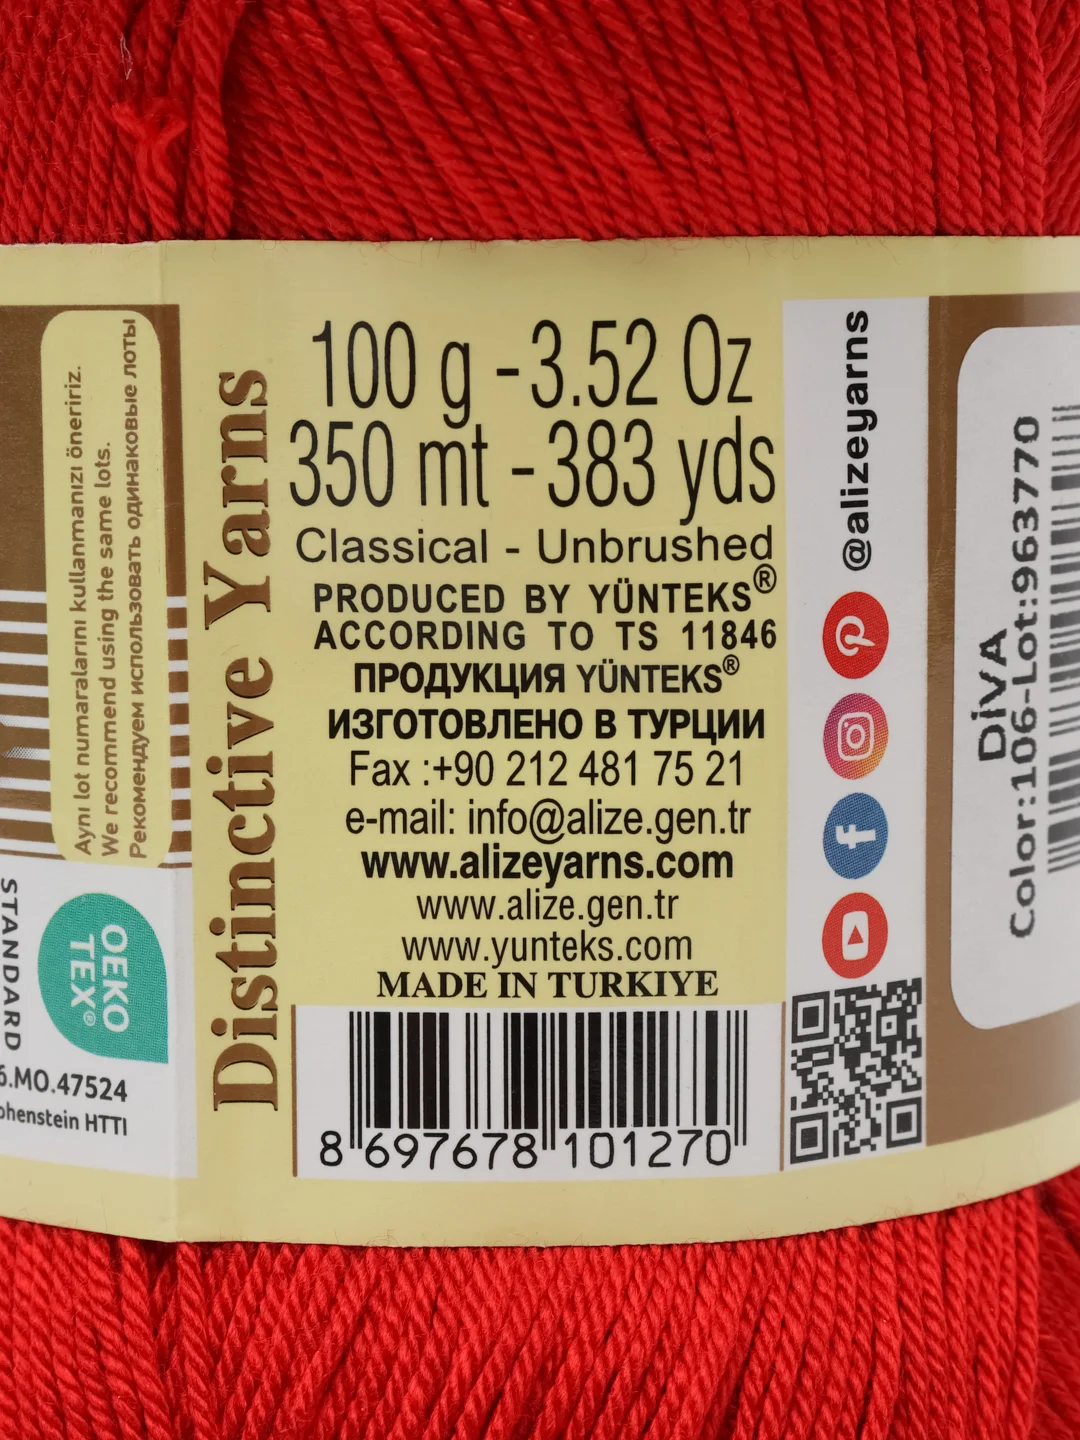 Aynı lot numaralarını kullanmanızı öneririz.
We recommend using the same lots.
Рекомендуем использовать одинаковые лоты
OEKO
TEX®
STANDARD
6.MO.47524
ohenstein HTTI
Distinctive Yarns
100 g - 3.52 Oz
350 mt - 383 yds
Classical - Unbrushed
PRODUCED BY YÜNTEKS®
ACCORDING TO TS 11846
ПРОДУКЦИЯ YÜNTEKS®
ИЗГОТОВЛЕНО В ТУРЦИИ
Fax :+90 212 481 75 21
e-mail: info@alize.gen.tr
www.alizeyarns.com
www.alize.gen.tr
www.yunteks.com
MADE IN TURKIYE
8 697678 101270
@alizeyarns
DiVA
Color:106-Lot:963770